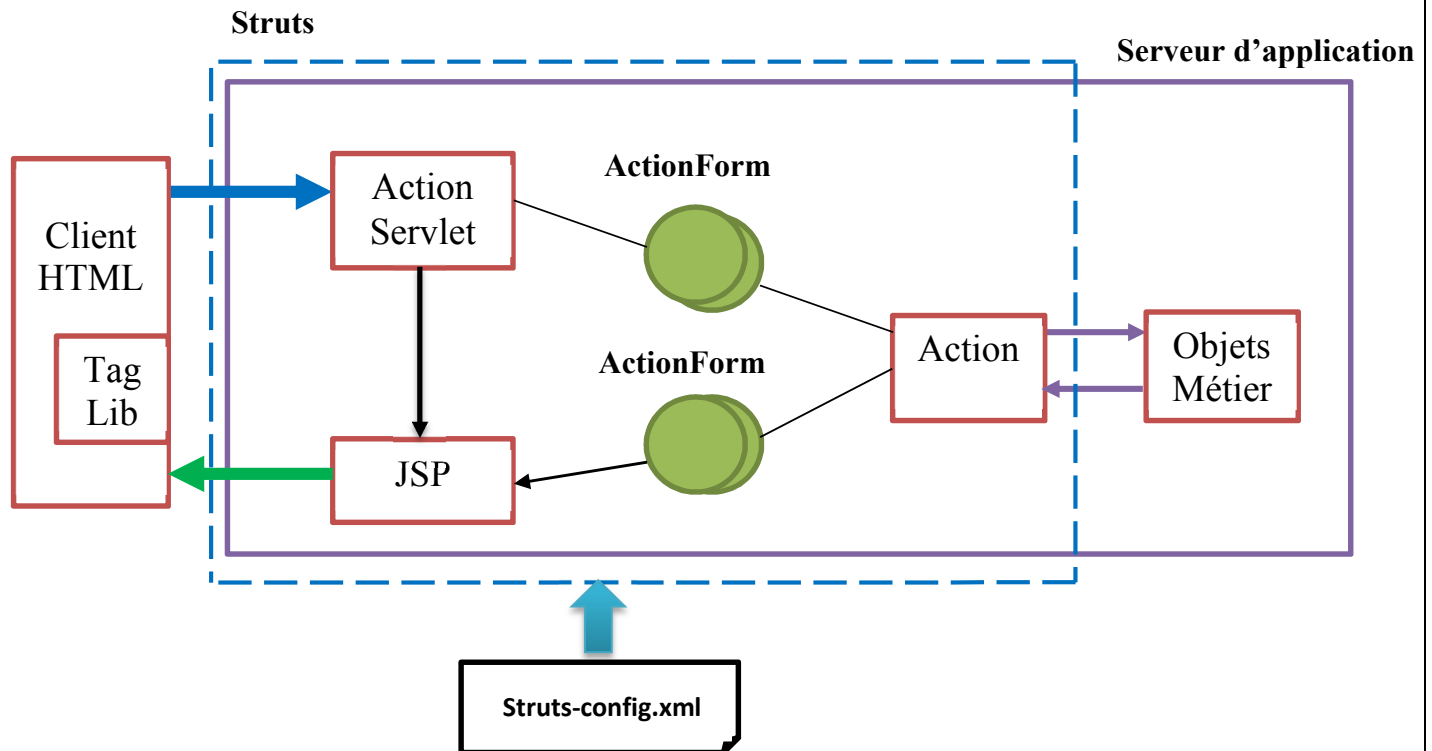 Struts
Serveur d’application
ActionForm
Action
Servlet
Client
HTML
Action
Objets
Métier
Tag
Lib
ActionForm
JSP
Struts-config.xml